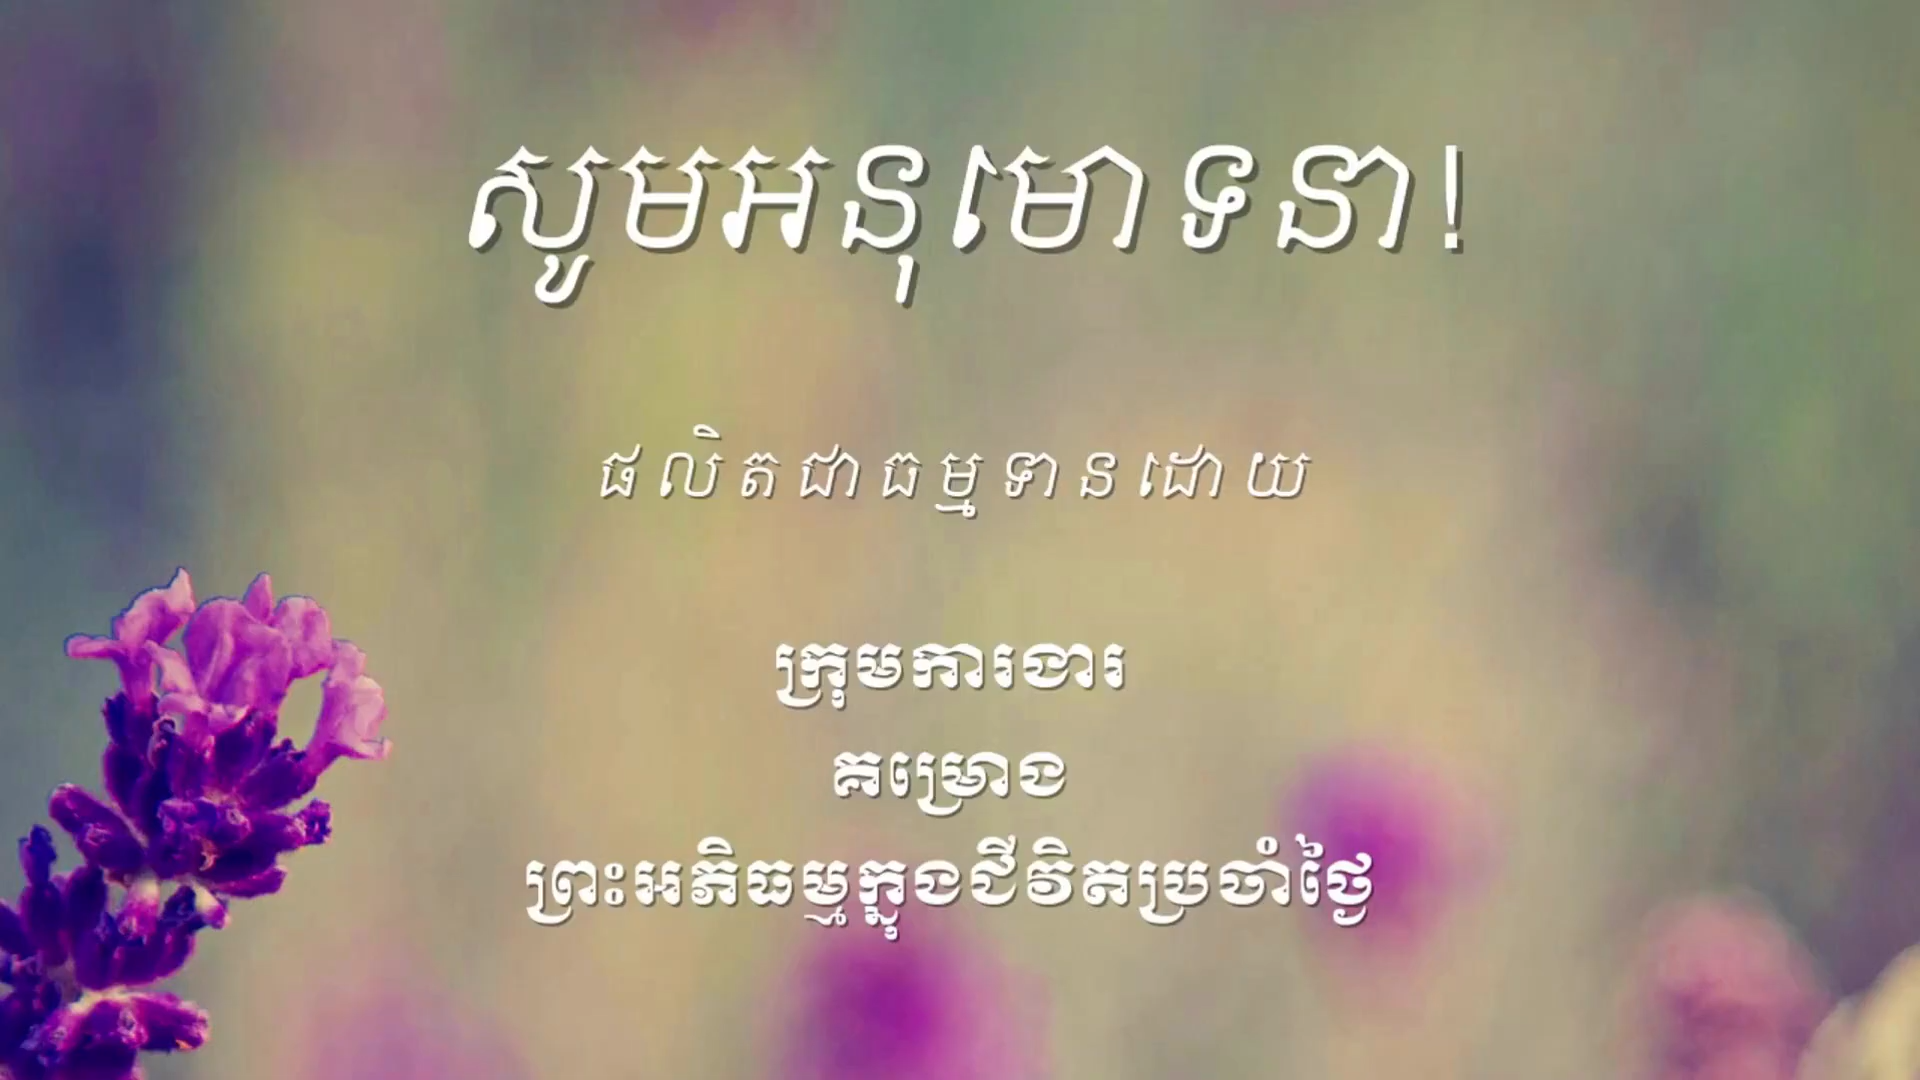 សូមអនុមោទនា!
ផលិតជាធម្មទានដោយ
ក្រុមការងារ
គម្រោង
ព្រះអភិធម្មក្នុងជីវិតប្រចាំថ្ងៃ